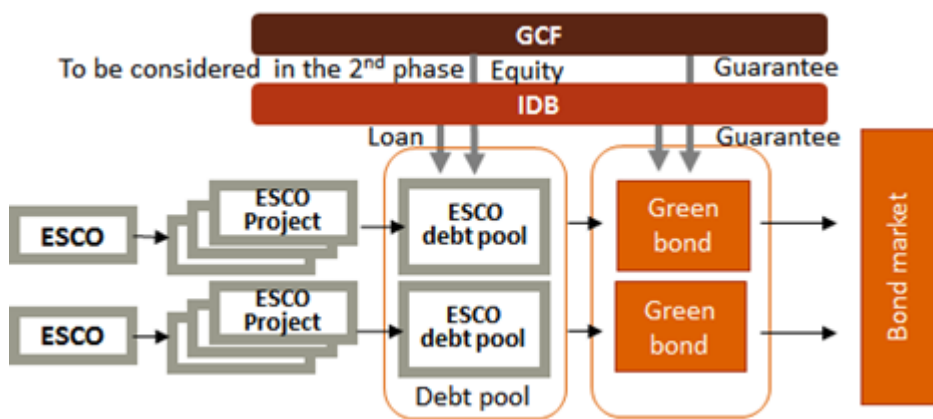 GCF
To be considered in the 2nd phase Equity Guarantee
IDB
Loan Guarantee
ESCO
ESCO
Project
ESCO
debt pool
Green
bond
Bond market
ESCO
ESCO
Project
ESCO
debt pool
Green
bond
Debt pool